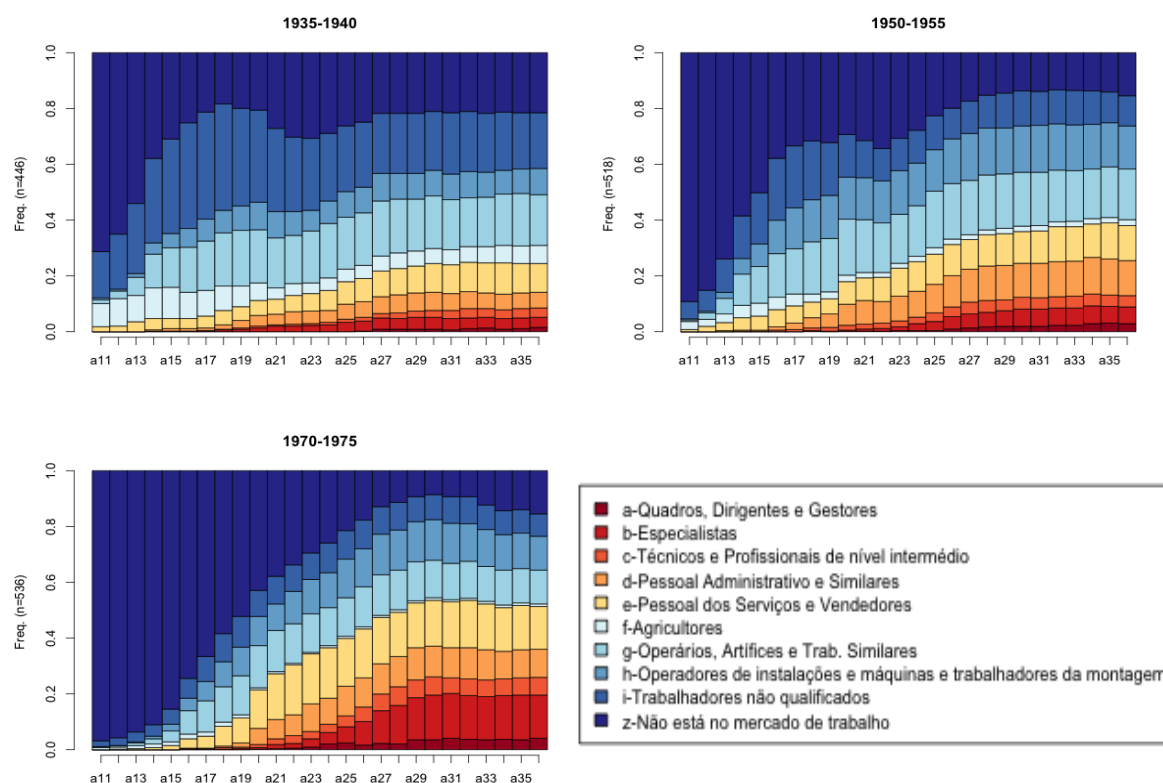 1935-1940
1.0
0.8
0.6
0.4
0.2
0.0
Freq. (n=446)
a11 a13 a15 a17 a19 a21 a23 a25 a27 a29 a31 a33 a35
1950-1955
1.0
0.8
0.6
0.4
0.2
0.0
Freq. (n=518)
a11 a13 a15 a17 a19 a21 a23 a25 a27 a29 a31 a33 a35
1970-1975
1.0
0.8
0.6
0.4
0.2
0.0
Freq. (n=536)
a11 a13 a15 a17 a19 a21 a23 a25 a27 a29 a31 a33 a35
a-Quadros, Dirigentes e Gestores
b-Especialistas
c-Técnicos e Profissionais de nível intermédio
d-Pessoal Administrativo e Similares
e-Pessoal dos Serviços e Vendedores
f-Agricultores
g-Operários, Artífices e Trab. Similares
h-Operadores de instalações e máquinas e trabalhadores da montagem
i-Trabalhadores não qualificados
z-Não está no mercado de trabalho